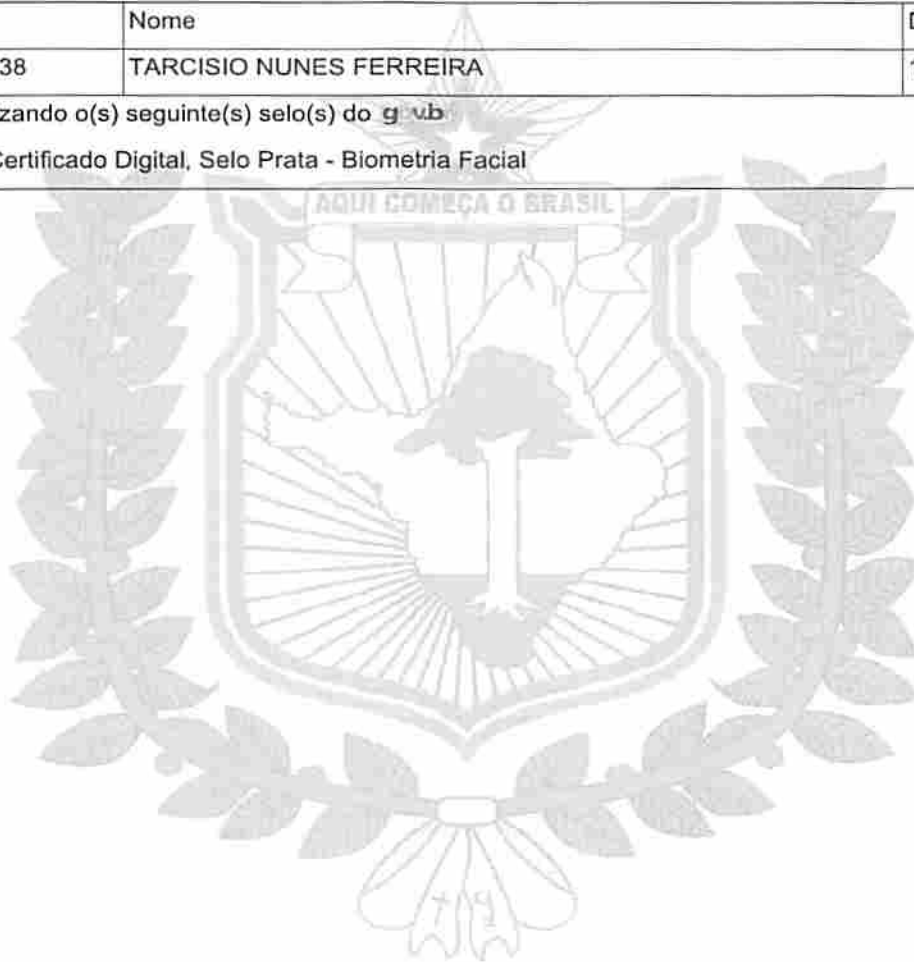 Nome
38 TARCISIO NUNES FERREIRA
zando o(s) seguinte(s) selo(s) do
Certificado Digital, Selo Prata - Biometria Facial
AQUI COMEÇA O BRASIL